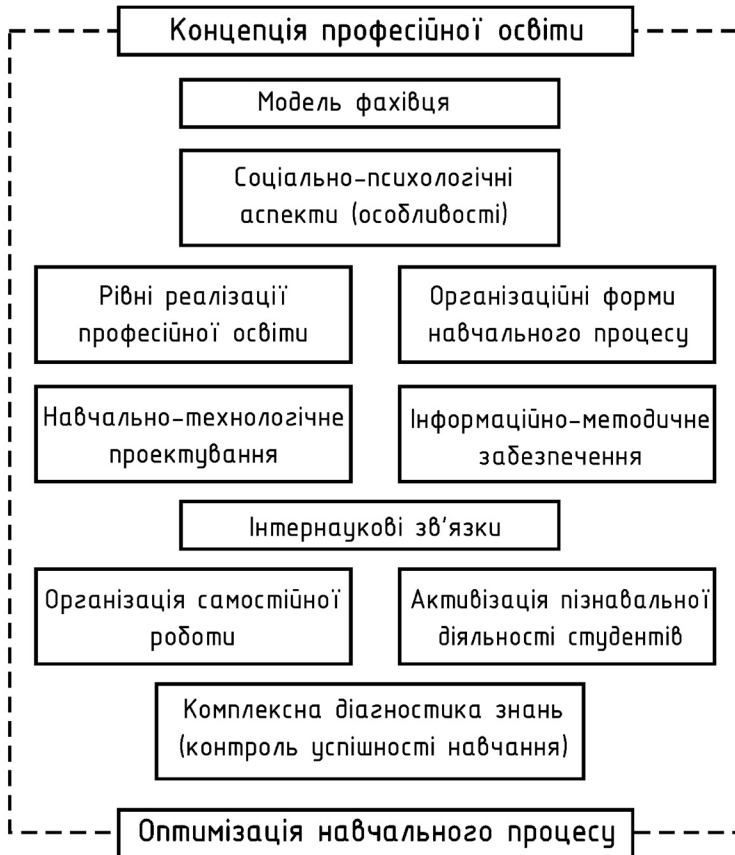 Концепція професійної освіти
Модель фахівця
Соціально-психологічні
аспекти (особливості)
Рівні реалізації
професійної освіти
Організаційні форми
навчального процесу
Навчально-технологічне
проектування
Інформаційно-методичне
забезпечення
Інтернаукові зв'язки
Організація самостійної
роботи
Активізація пізнавальної
діяльності студентів
Комплексна діагностика знань
(контроль успішності навчання)
Оптимізація навчального процесу